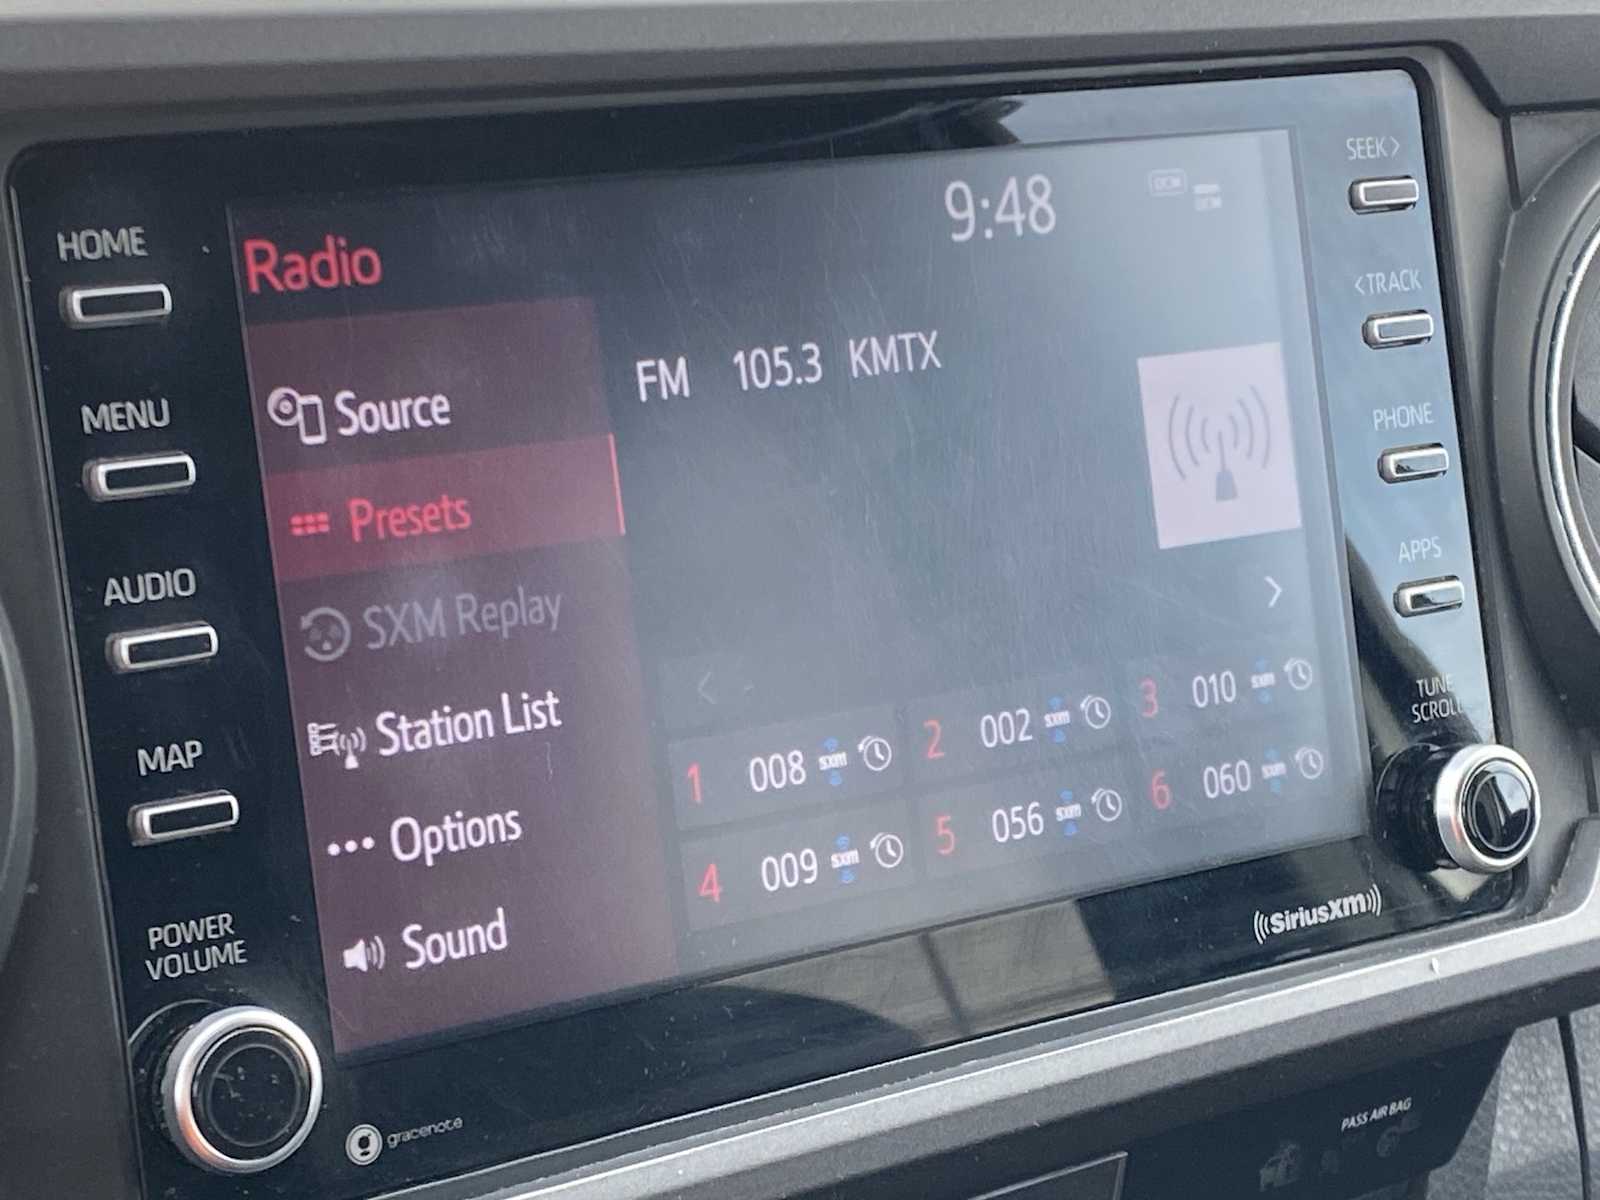 HOME
MENU
AUDIO
MAP
POWER
VOLUME
Radio
9:48
Source
Presets
SXM Replay
Station List
Options
Sound
FM 105.3 KMTX
1 008 sxm
2 002 sxm
3 010 sxm
4 009 sxm
5 056 sxm
6 060 sxm
SEEK >
< TRACK
PHONE
APPS
TUNE
SCROLL
((SiriusXM))
gracenote
PASS AIR BAG